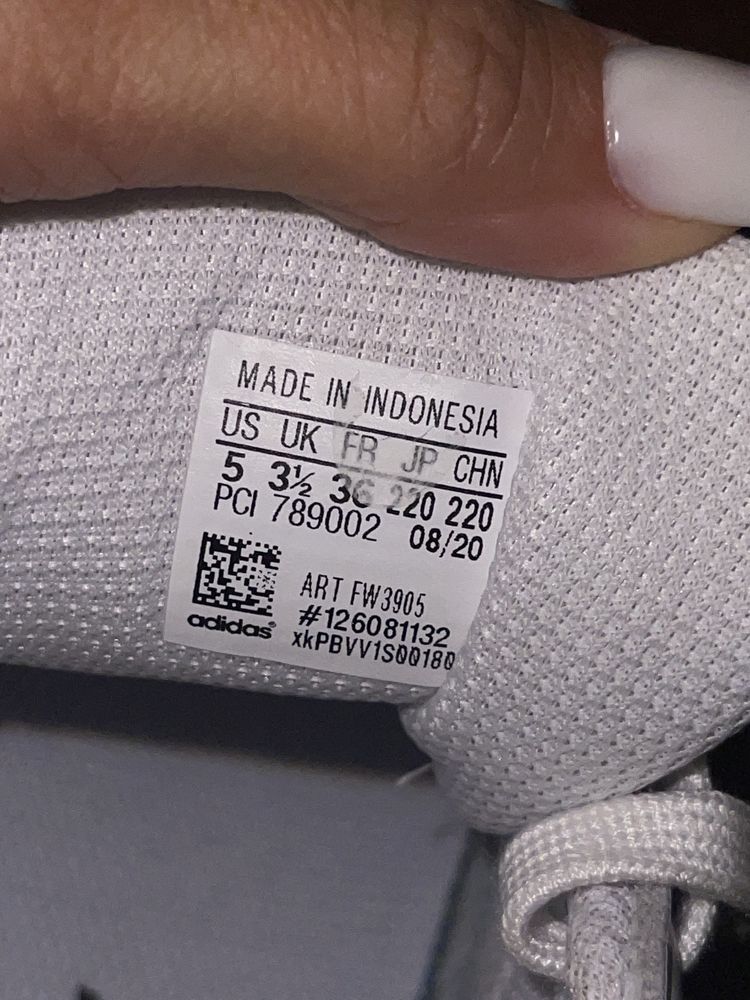 MADE IN INDONESIA
US UK FR JP CHN
5 3½ 36 220 220
PCI 789002 08/20
ART FW3905
#126081132
xkPBVV1S00180
adidas